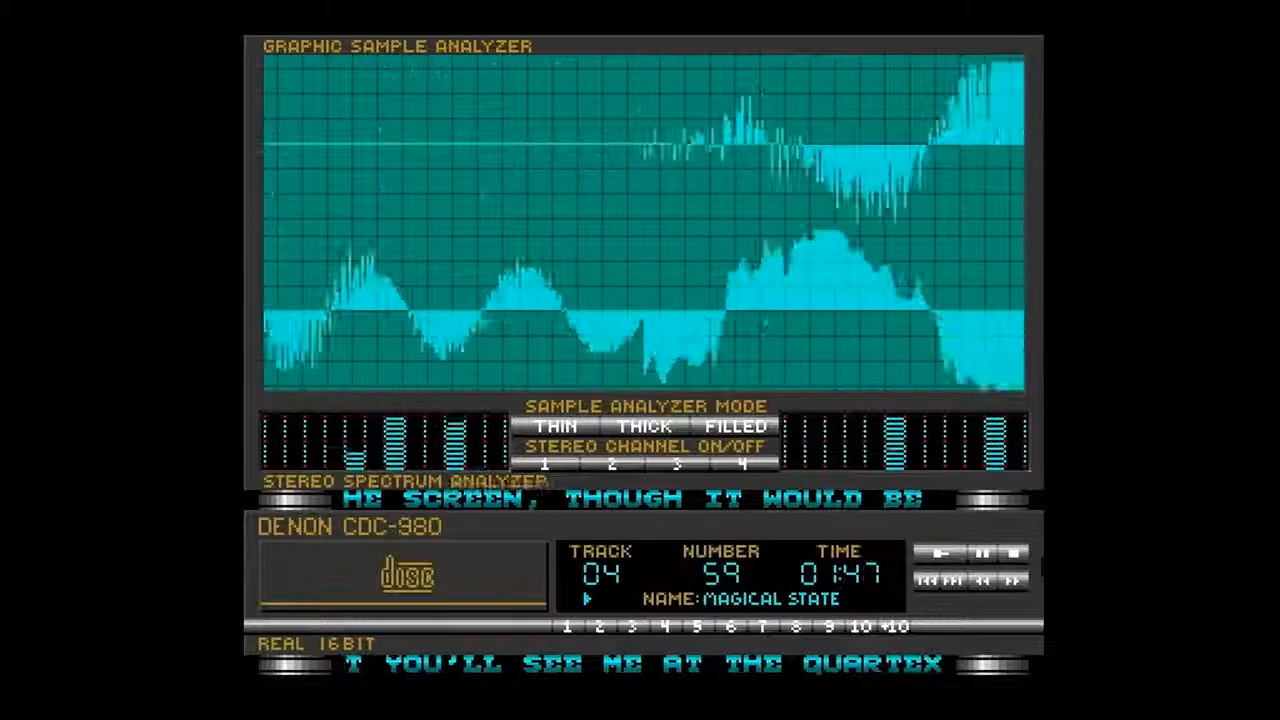 GRAPHIC SAMPLE ANALYZER
SAMPLE ANALYZER MODE
THIN THICK FILLED
STEREO CHANNEL ON/OFF
1 2 3 4
STEREO SPECTRUM ANALYZER
HE SCREEN, THOUGH IT WOULD BE
DENON CDC-980
disc
TRACK NUMBER TIME
04 59 01:47
NAME:MAGICAL STATE
1 2 3 4 5 6 7 8 9 10 +10
REAL 16BIT
T YOU'LL SEE ME AT THE QUARTEX